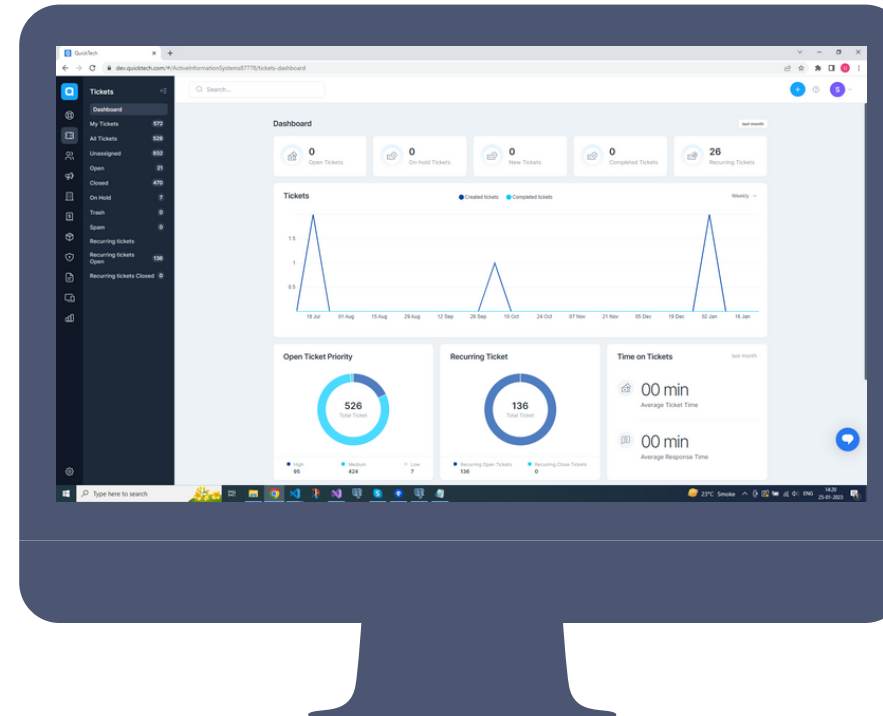 QuickTech
dev.quicktech.com/#/ActiveInformationSystems87778/tickets-dashboard
Tickets
Search...
S
Dashboard
My Tickets 572
All Tickets 528
Unassigned 932
Open 21
Closed 470
On Hold 7
Trash 0
Spam 0
Recurring tickets
Recurring tickets Open 136
Recurring tickets Closed 0
Dashboard
last month
0
Open Tickets
0
On-hold Tickets
0
New Tickets
0
Completed Tickets
26
Recurring Tickets
Tickets
Created tickets
Completed tickets
Weekly
1.5
1
0.5
18 Jul 01 Aug 15 Aug 29 Aug 12 Sep 26 Sep 10 Oct 24 Oct 07 Nov 21 Nov 05 Dec 19 Dec 02 Jan 16 Jan
Open Ticket Priority
526
Total Ticket
High
95
Medium
424
Low
7
Recurring Ticket
136
Total Ticket
Recurring Open Tickets
136
Recurring Close Tickets
0
Time on Tickets
last month
00 min
Average Ticket Time
00 min
Average Response Time
Type here to search
23°C Smoke
ENG
14:20
25-01-2023